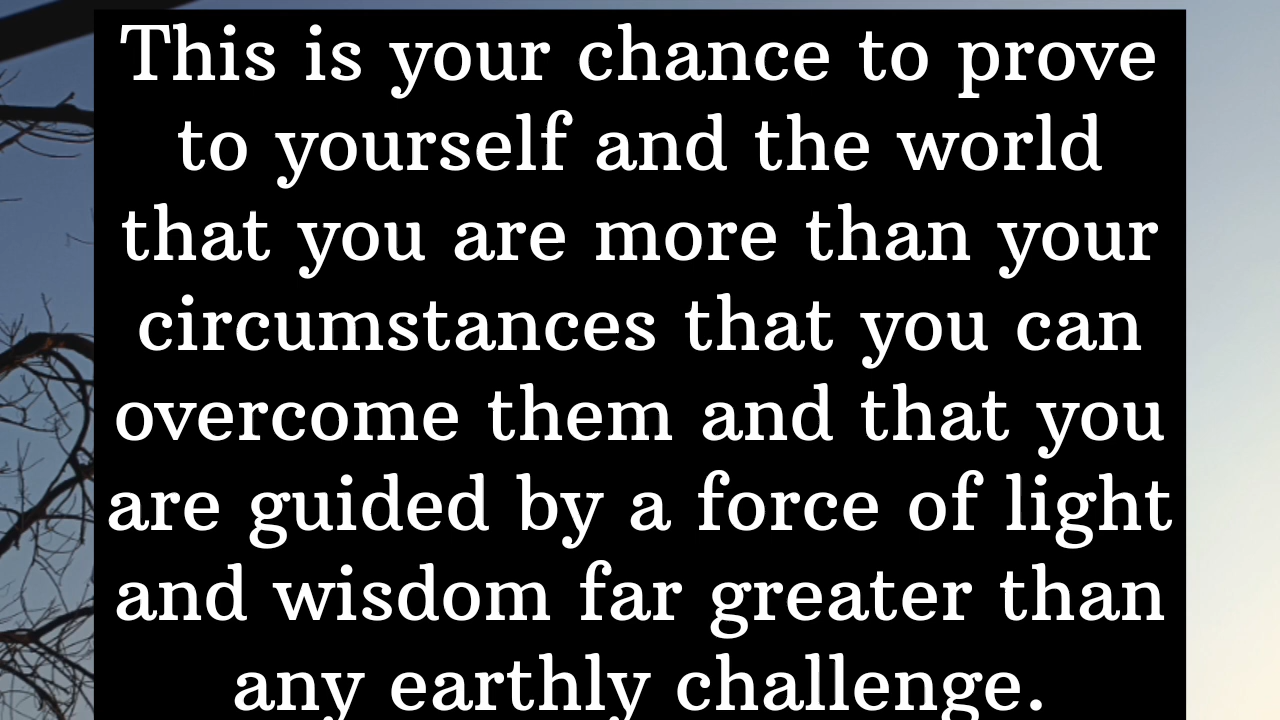 This is your chance to prove
to yourself and the world
that you are more than your
circumstances that you can
overcome them and that you
are guided by a force of light
and wisdom far greater than
any earthly challenge.